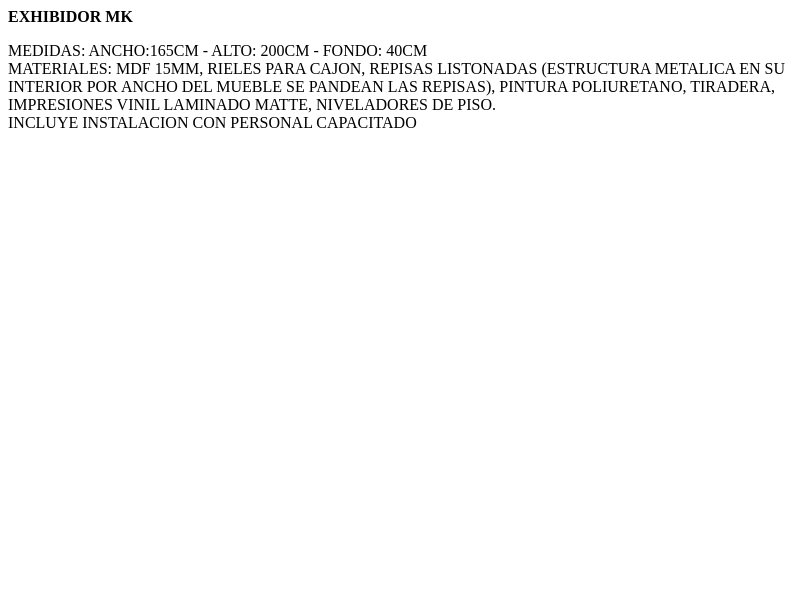 EXHIBIDOR MK
MEDIDAS: ANCHO:165CM - ALTO: 200CM - FONDO: 40CM
MATERIALES: MDF 15MM, RIELES PARA CAJON, REPISAS LISTONADAS (ESTRUCTURA METALICA EN SU
INTERIOR POR ANCHO DEL MUEBLE SE PANDEAN LAS REPISAS), PINTURA POLIURETANO, TIRADERA,
IMPRESIONES VINIL LAMINADO MATTE, NIVELADORES DE PISO.
INCLUYE INSTALACION CON PERSONAL CAPACITADO